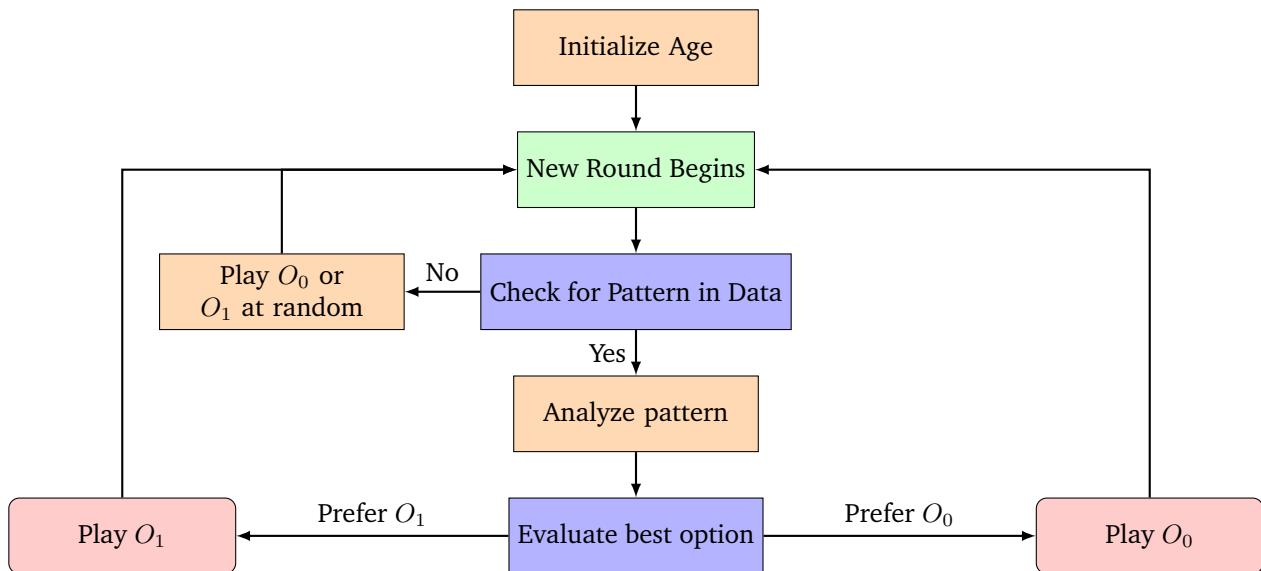 Initialize Age
New Round Begins
Play O₀ or
O₁ at random
No
Check for Pattern in Data
Yes
Analyze pattern
Play O₁
Prefer O₁
Evaluate best option
Prefer O₀
Play O₀